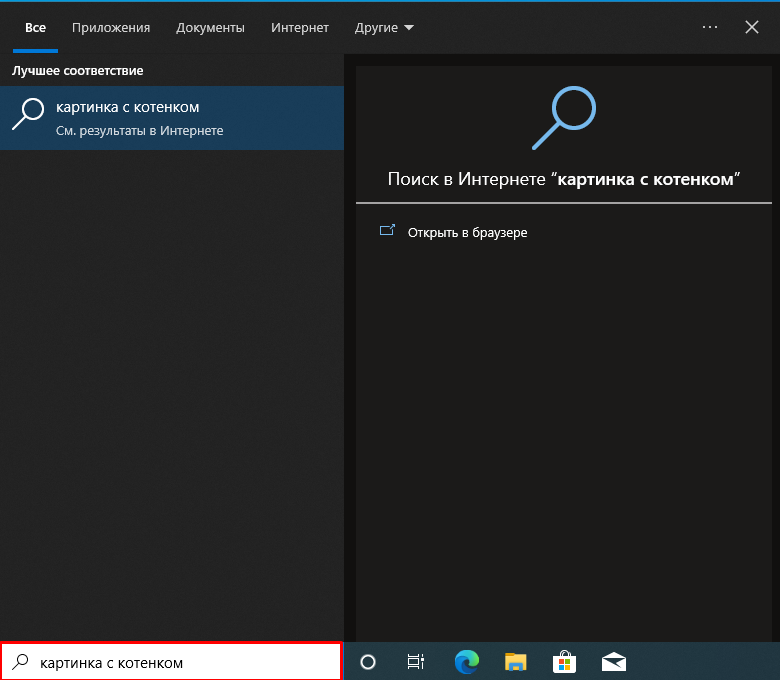 Все Приложения Документы Интернет Другие
Лучшее соответствие
картинка с котенком
См. результаты в Интернете
Поиск в Интернете “картинка с котенком”
Открыть в браузере
картинка с котенком